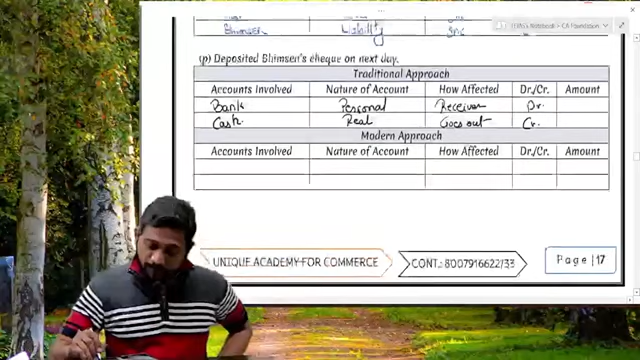 Bhimsen Liability Inc
(p) Deposited Bhimsen's cheque on next day.
Traditional Approach
Accounts Involved Nature of Account How Affected Dr./Cr. Amount
Bank Personal Receiver Dr.
Cash Real Goes out Cr.
Modern Approach
Accounts Involved Nature of Account How Affected Dr./Cr. Amount
UNIQUE ACADEMY FOR COMMERCE
CONT.: 8007916622/33
Page | 17